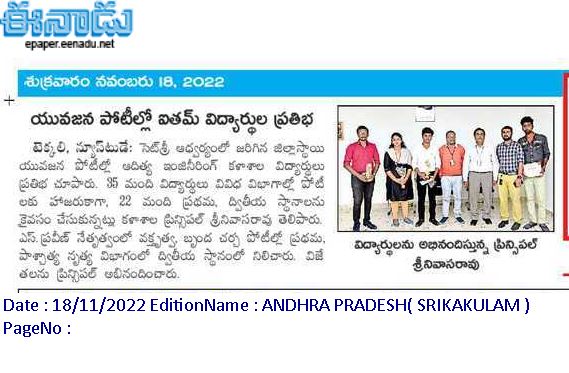 ఈనాడు
epaper.eenadu.net
శుక్రవారం నవంబరు 18, 2022
యువజన పోటీల్లో ఐతమ్ విద్యార్థుల ప్రతిభ
టెక్కలి, న్యూస్‌టుడే: సెట్‌శ్రీ ఆధ్వర్యంలో జరిగిన జిల్లాస్థాయి
యువజన పోటీల్లో ఆదిత్య ఇంజినీరింగ్ కళాశాల విద్యార్థులు
ప్రతిభ చూపారు. 35 మంది విద్యార్థులు వివిధ విభాగాల్లో పోటీ
లకు హాజరుకాగా, 22 మంది ప్రథమ, ద్వితీయ స్థానాలను
కైవసం చేసుకున్నట్లు కళాశాల ప్రిన్సిపల్ శ్రీనివాసరావు తెలిపారు.
ఎస్.ప్రవీణ్ నేతృత్వంలో వక్తృత్వ, బృంద చర్చ పోటీల్లో ప్రథమ,
పాశ్చాత్య నృత్య విభాగంలో ద్వితీయ స్థానంలో నిలిచారు. విజే
తలను ప్రిన్సిపల్ అభినందించారు.
విద్యార్థులను అభినందిస్తున్న ప్రిన్సిపల్
శ్రీనివాసరావు
Date : 18/11/2022 EditionName : ANDHRA PRADESH( SRIKAKULAM )
PageNo :